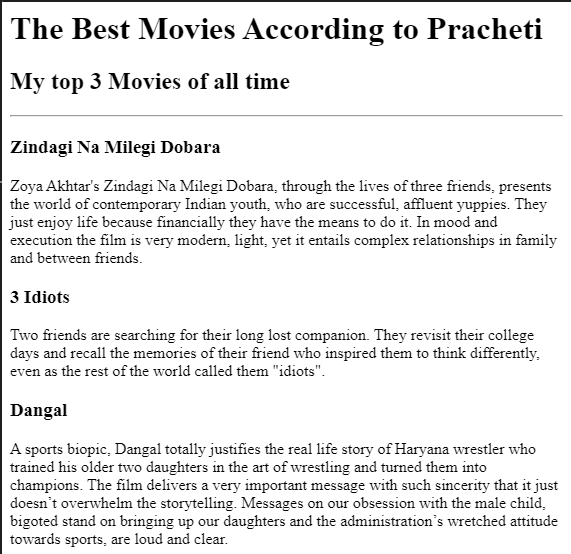 The Best Movies According to Pracheti
My top 3 Movies of all time
Zindagi Na Milegi Dobara
Zoya Akhtar's Zindagi Na Milegi Dobara, through the lives of three friends, presents
the world of contemporary Indian youth, who are successful, affluent yuppies. They
just enjoy life because financially they have the means to do it. In mood and
execution the film is very modern, light, yet it entails complex relationships in family
and between friends.
3 Idiots
Two friends are searching for their long lost companion. They revisit their college
days and recall the memories of their friend who inspired them to think differently,
even as the rest of the world called them "idiots".
Dangal
A sports biopic, Dangal totally justifies the real life story of Haryana wrestler who
trained his older two daughters in the art of wrestling and turned them into
champions. The film delivers a very important message with such sincerity that it just
doesn’t overwhelm the storytelling. Messages on our obsession with the male child,
bigoted stand on bringing up our daughters and the administration’s wretched attitude
towards sports, are loud and clear.